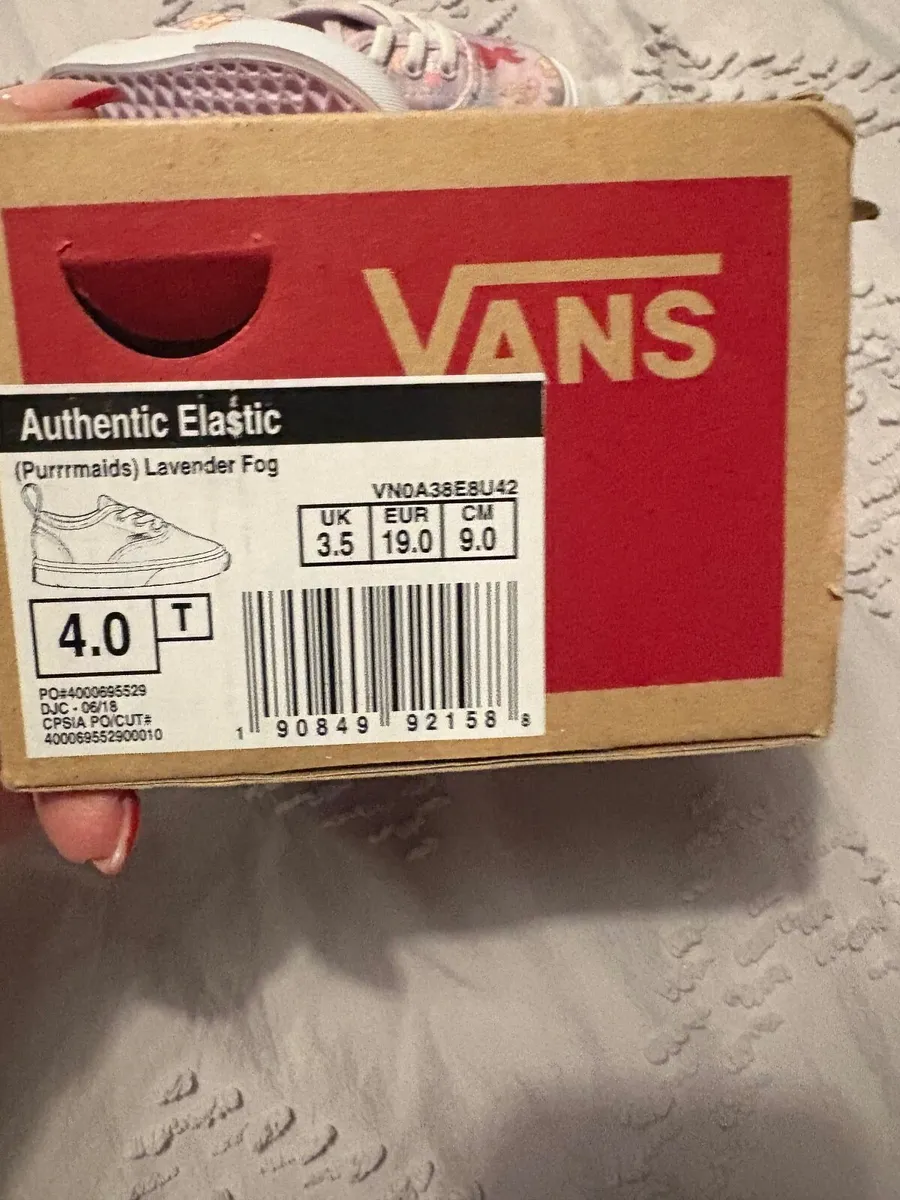 VANS
Authentic Elastic
(Purrrmaids) Lavender Fog
VN0A38E8U42
UK EUR CM
3.5 19.0 9.0
4.0 T
PO#4000695529
DJC - 06/18
CPSIA PO/CUT#
400069552900010
1 90849 92158 8